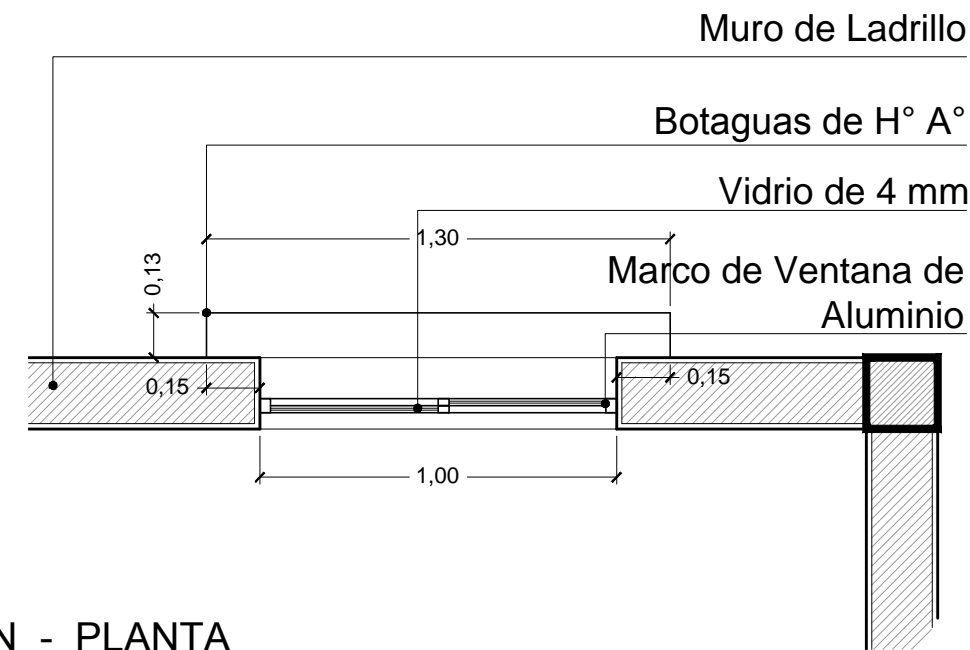 Muro de Ladrillo
Botaguas de H° A°
Vidrio de 4 mm
1,30
0,13
Marco de Ventana de
Aluminio
0,15
0,15
1,00
N - PLANTA